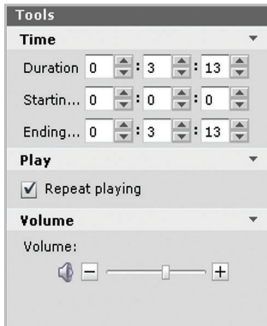 Tools
Time
Duration 0 : 3 : 13
Startin... 0 : 0 : 0
Ending... 0 : 3 : 13
Play
Repeat playing
Volume
Volume: